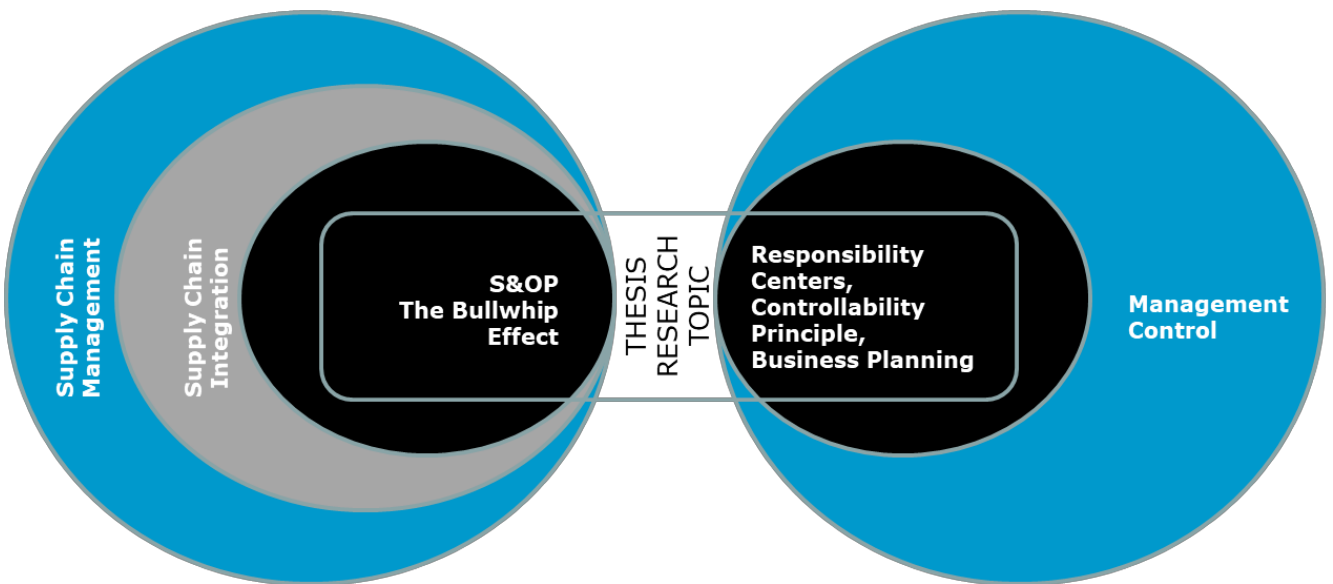 Supply Chain
Management
Supply Chain
Integration
S&OP
The Bullwhip
Effect
THESIS
RESEARCH
TOPIC
Responsibility
Centers,
Controllability
Principle,
Business Planning
Management
Control